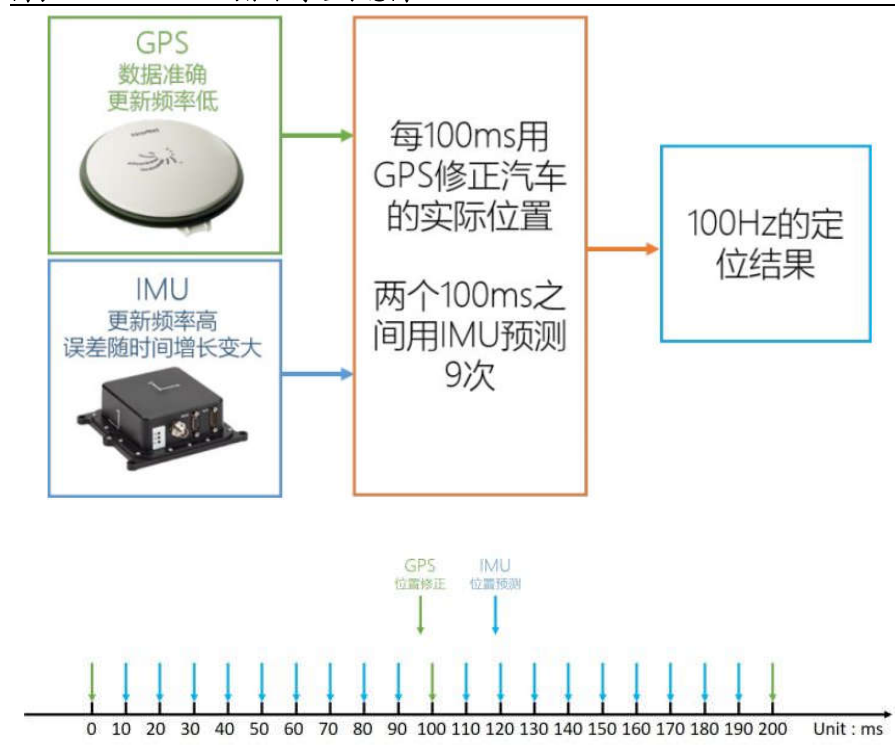 GPS
数据准确
更新频率低
每100ms用
GPS修正汽车
的实际位置
两个100ms之
间用IMU预测
9次
100Hz的定
位结果
IMU
更新频率高
误差随时间增长变大
GPS
位置修正
IMU
位置预测
0 10 20 30 40 50 60 70 80 90 100 110 120 130 140 150 160 170 180 190 200 Unit : ms